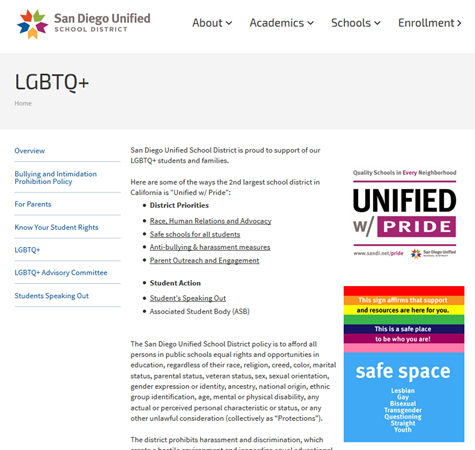 San Diego Unified
SCHOOL DISTRICT
About
Academics
Schools
Enrollment
LGBTQ+
Home
Overview
Bullying and Intimidation
Prohibition Policy
For Parents
Know Your Student Rights
LGBTQ+
LGBTQ+ Advisory Committee
Students Speaking Out
San Diego Unified School District is proud to support of our
LGBTQ+ students and families.
Here are some of the ways the 2nd largest school district in
California is "Unified w/ Pride":
District Priorities
Race, Human Relations and Advocacy
Safe schools for all students
Anti-bullying & harassment measures
Parent Outreach and Engagement
Student Action
Student's Speaking Out
Associated Student Body (ASB)
The San Diego Unified School District policy is to afford all
persons in public schools equal rights and opportunities in
education, regardless of their race, religion, creed, color, marital
status, parental status, veteran status, sex, sexual orientation,
gender expression or identity, ancestry, national origin, ethnic
group identification, age, mental or physical disability, any
actual or perceived personal characteristic or status, or any
other unlawful consideration (collectively as "Protections").
The district prohibits harassment and discrimination, which
create a hostile environment and jeopardize equal educational
Quality Schools in Every Neighborhood
UNIFIED
w/ PRIDE
www.sandi.net/pride
San Diego Unified
SCHOOL DISTRICT
This sign affirms that support
and resources are here for you.
This is a safe place
to be who you are!
safe space
Lesbian
Gay
Bisexual
Transgender
Questioning
Straight
Youth